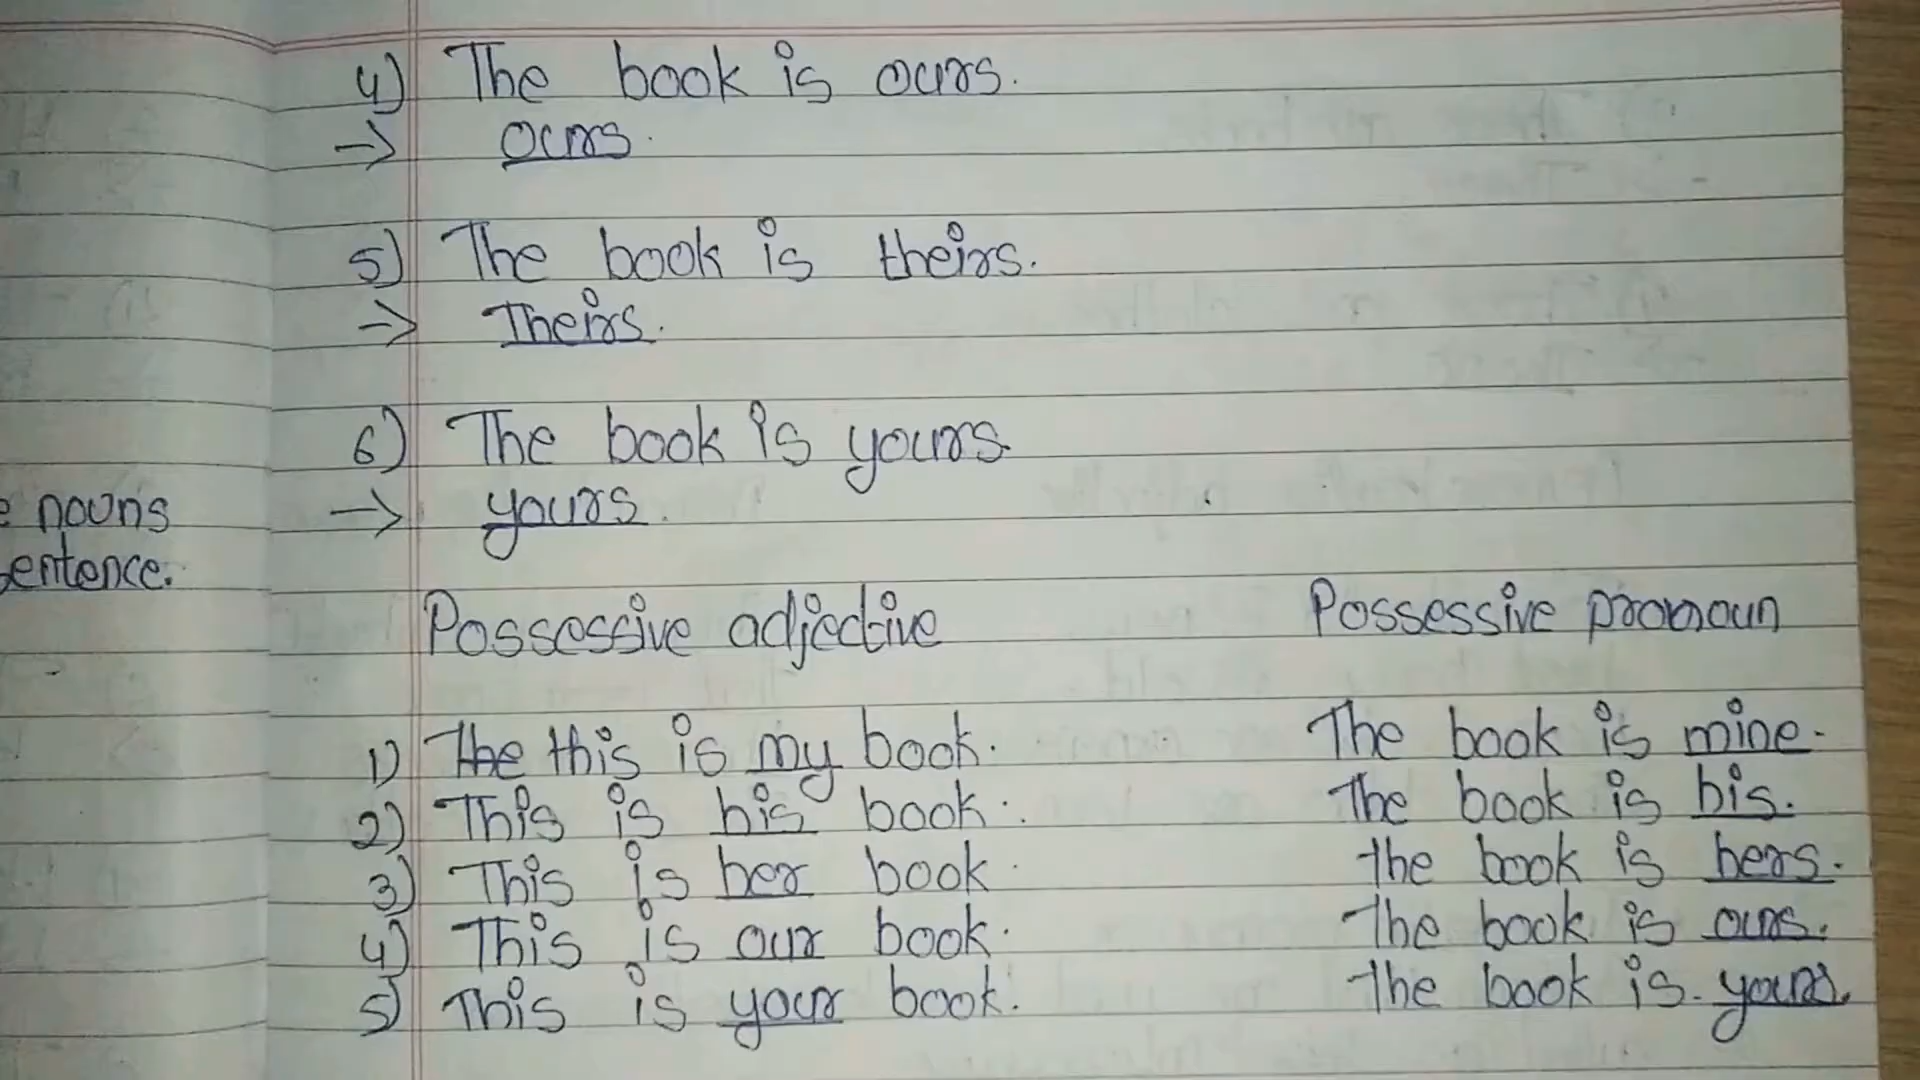 4) The book is ours.
→ ours.
5) The book is theirs.
→ Theirs.
6) The book is yours.
nouns → yours.
sentence.
Possessive adjective Possessive pronoun
1) The this is my book. The book is mine.
2) This is his book. The book is his.
3) This is her book. the book is hers.
4) This is our book. The book is ours.
5) This is your book. The book is yours.